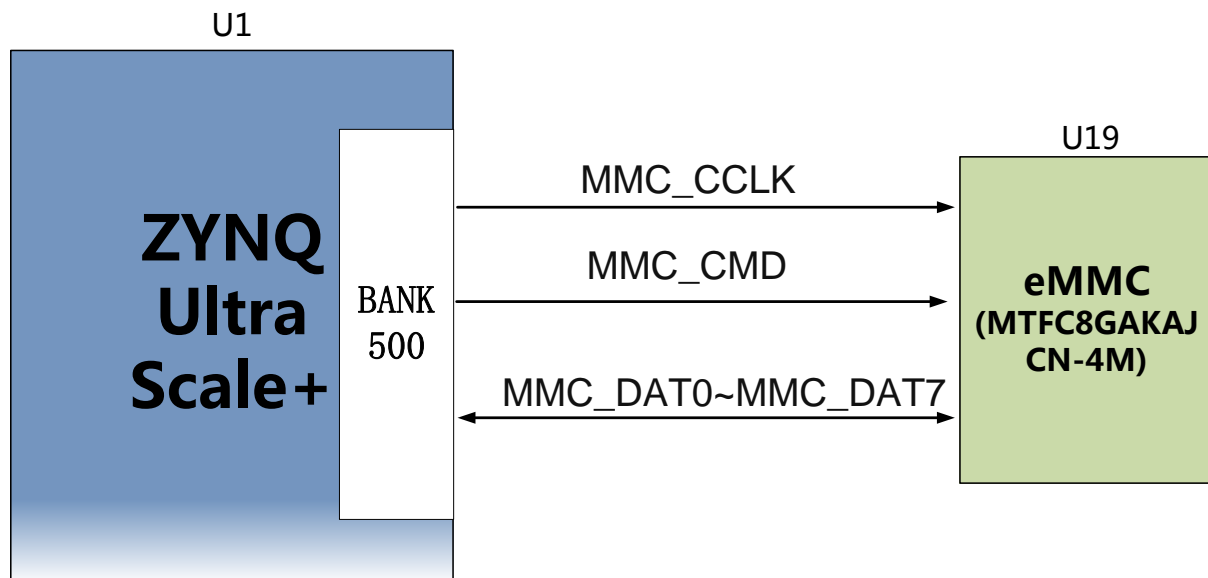 U1
ZYNQ
Ultra
Scale+
BANK
500
MMC_CCLK
MMC_CMD
MMC_DAT0~MMC_DAT7
U19
eMMC
(MTFC8GAKAJ
CN-4M)